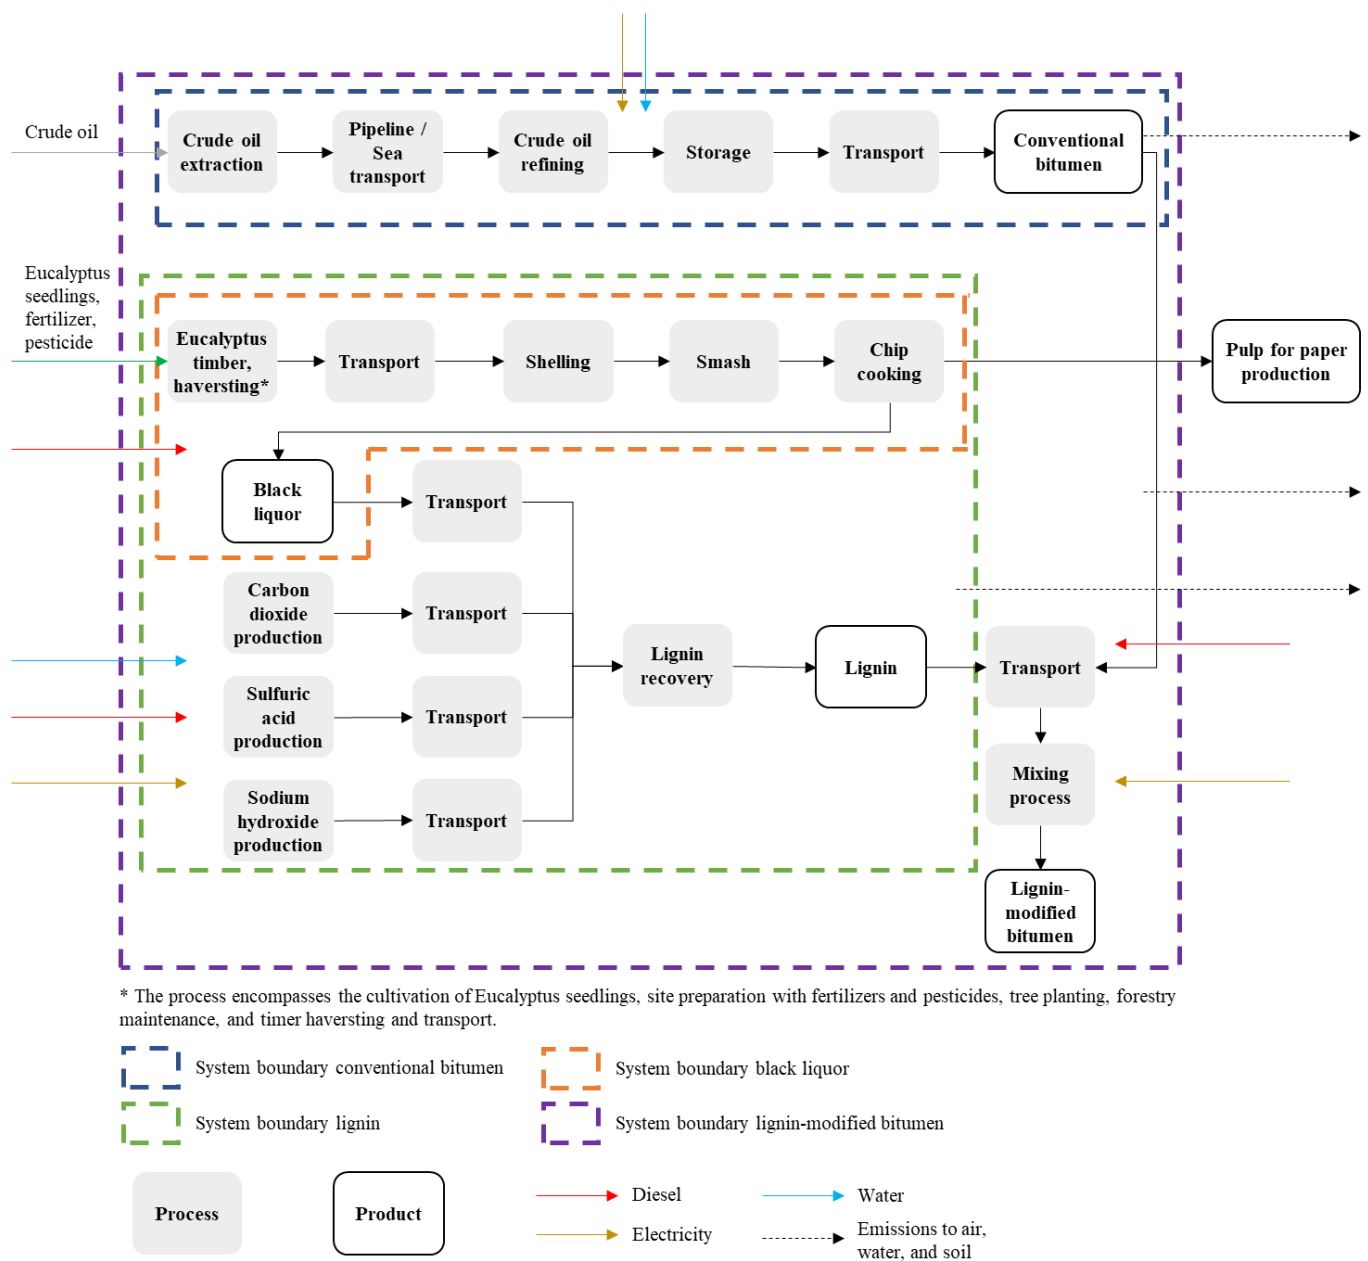 Crude oil
Crude oil
extraction
Pipeline /
Sea
transport
Crude oil
refining
Storage
Transport
Conventional
bitumen
Eucalyptus
seedlings,
fertilizer,
pesticide
Eucalyptus
timber,
haversting*
Transport
Shelling
Smash
Chip
cooking
Pulp for paper
production
Black
liquor
Transport
Carbon
dioxide
production
Transport
Lignin
recovery
Lignin
Transport
Sulfuric
acid
production
Transport
Mixing
process
Sodium
hydroxide
production
Transport
Lignin-
modified
bitumen
* The process encompasses the cultivation of Eucalyptus seedlings, site preparation with fertilizers and pesticides, tree planting, forestry
maintenance, and timer haversting and transport.
System boundary conventional bitumen
System boundary black liquor
System boundary lignin
System boundary lignin-modified bitumen
Process
Product
Diesel
Water
Electricity
Emissions to air,
water, and soil